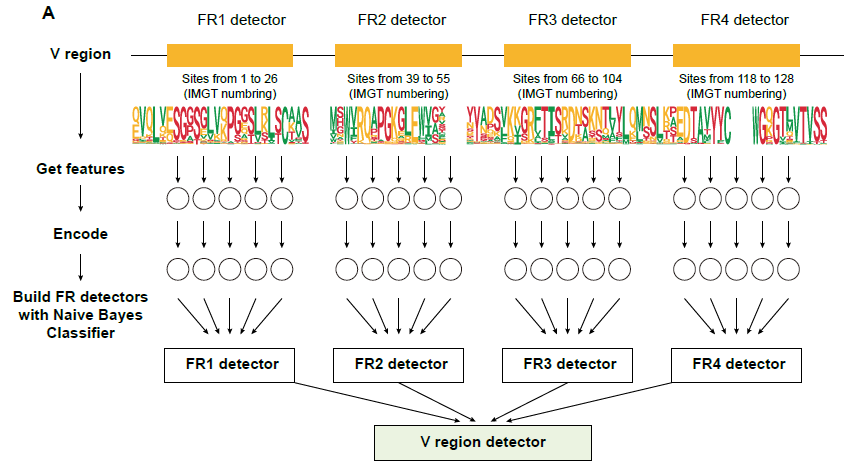 A
FR1 detector
FR2 detector
FR3 detector
FR4 detector
V region
Sites from 1 to 26
(IMGT numbring)
Sites from 39 to 55
(IMGT numbering)
Sites from 66 to 104
(IMGT numbering)
Sites from 118 to 128
(IMGT numbering)
Get features
Encode
Build FR detectors
with Naive Bayes
Classifier
FR1 detector
FR2 detector
FR3 detector
FR4 detector
V region detector